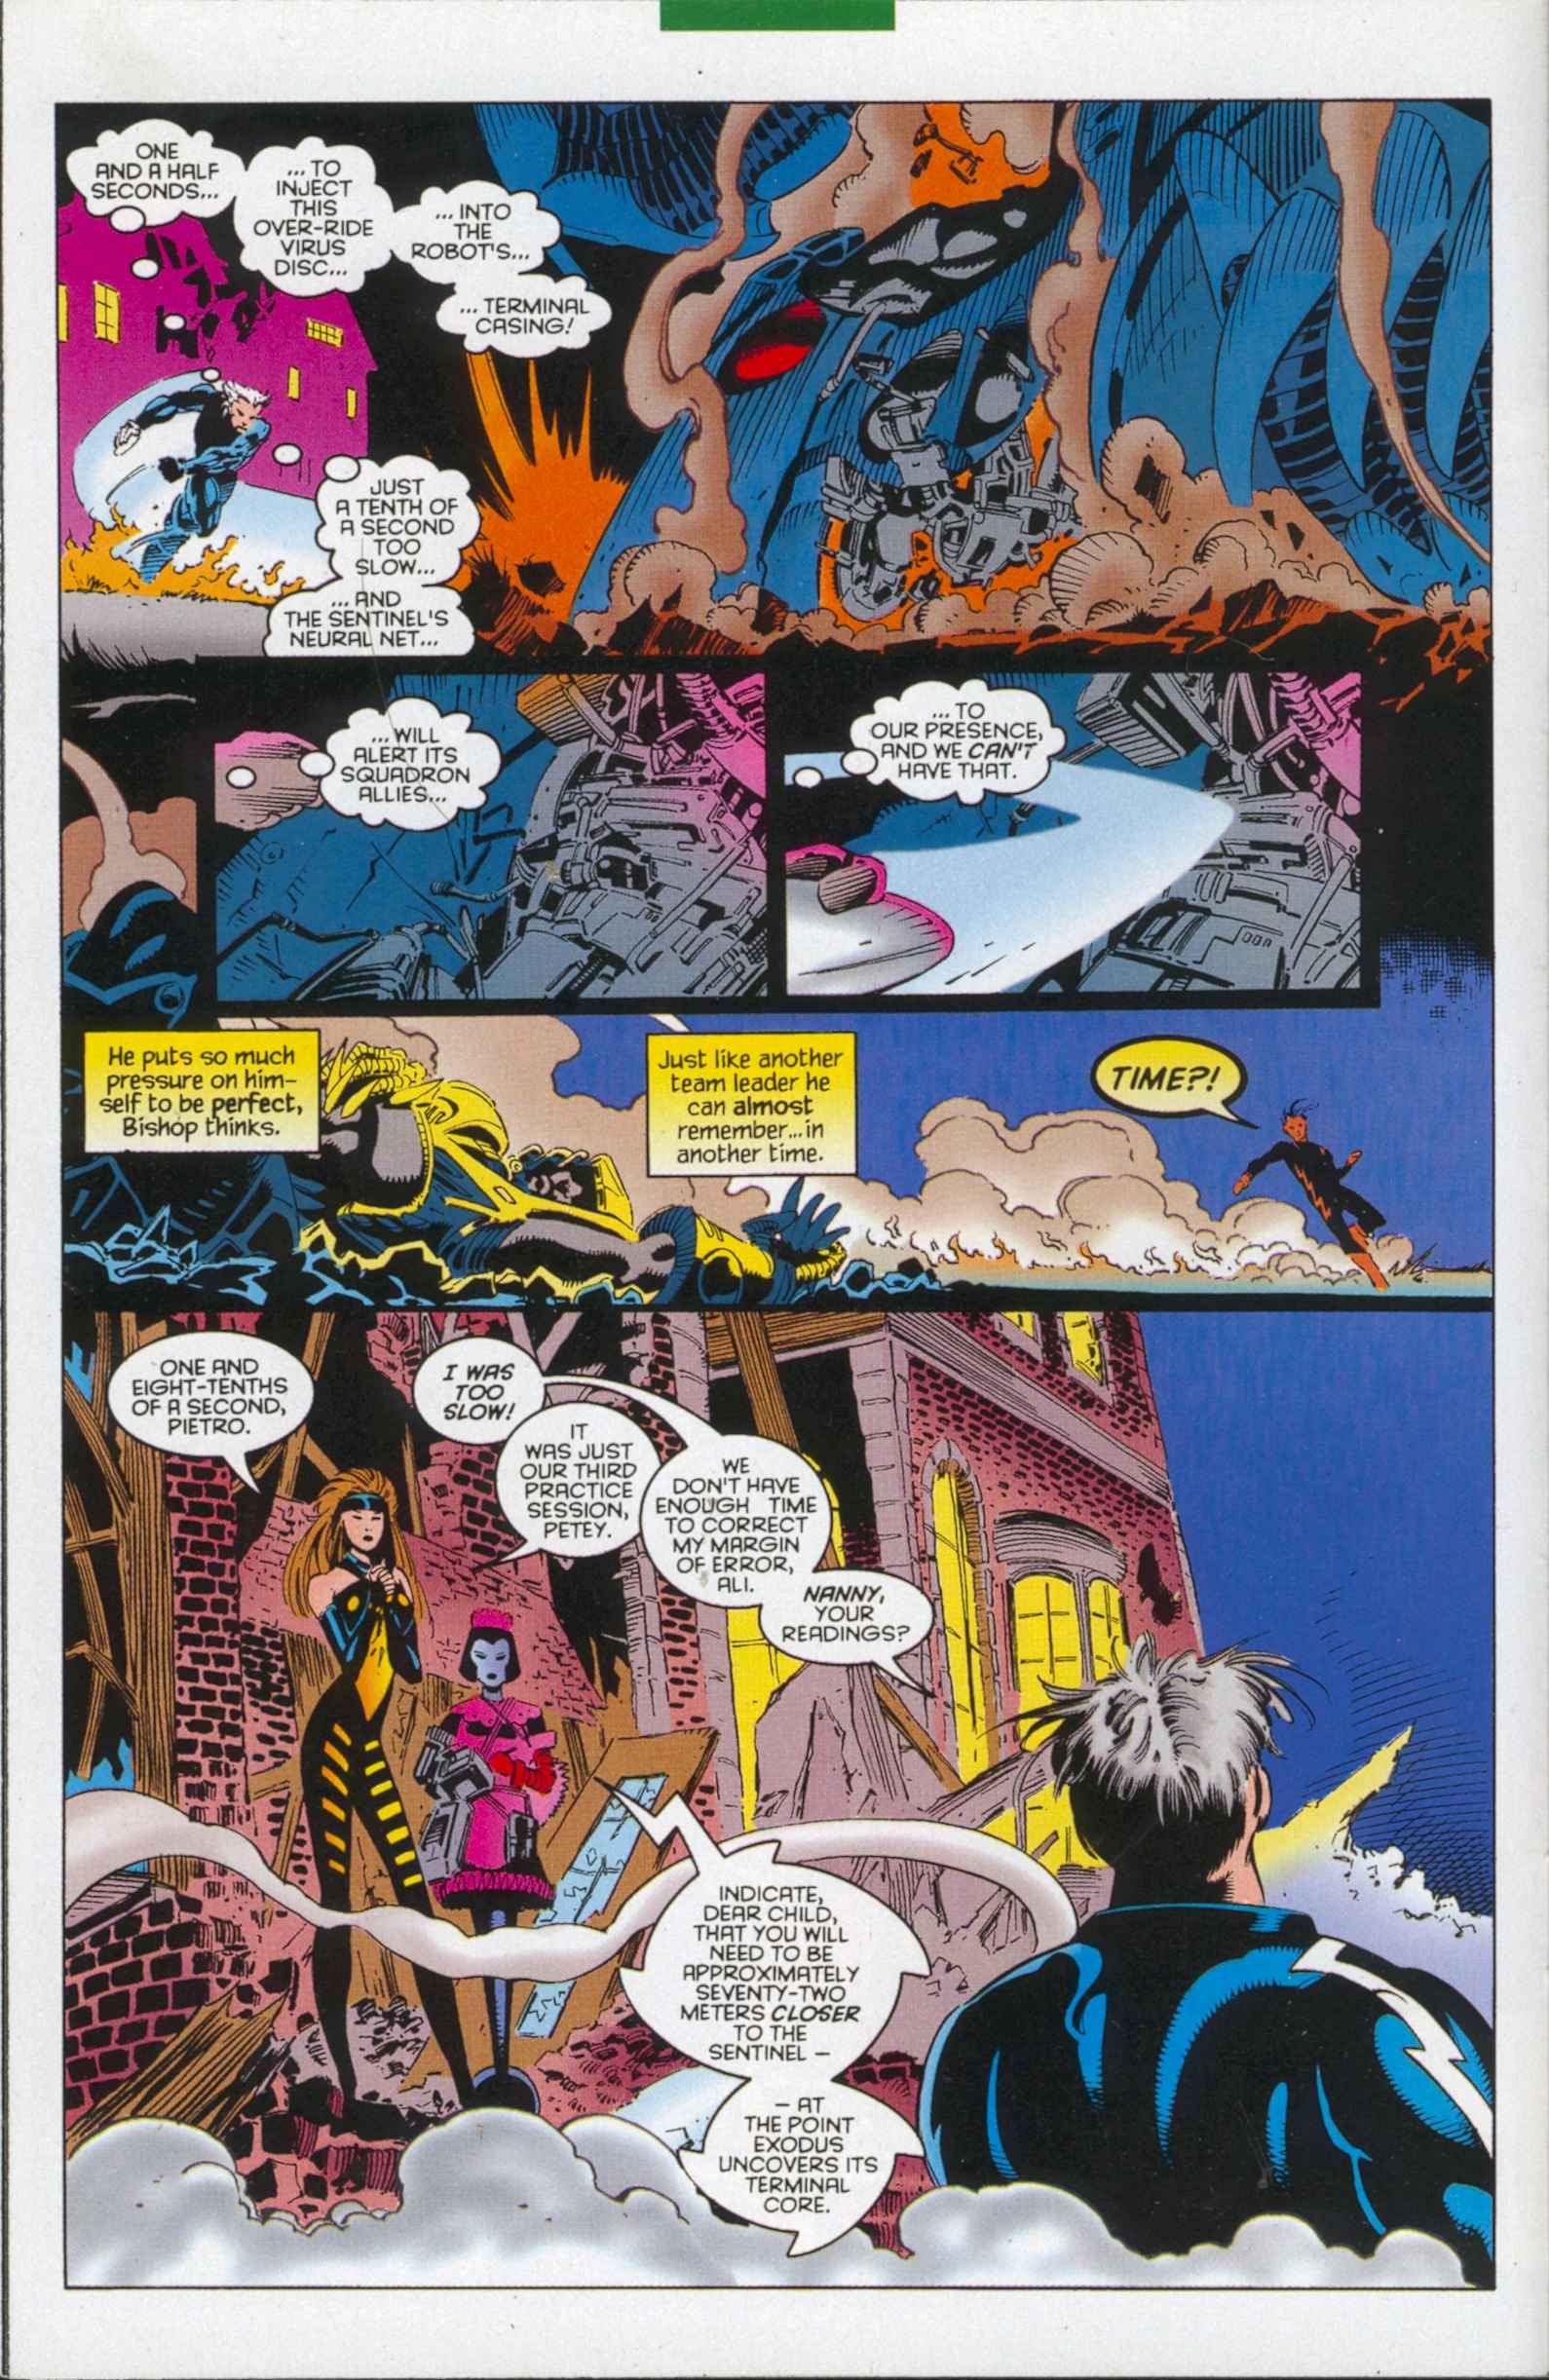 ONE
AND A HALF
SECONDS...
... TO
INJECT
THIS
OVER-RIDE
VIRUS
DISC...
... INTO
THE
ROBOT'S...
... TERMINAL
CASING!
JUST
A TENTH OF
A SECOND
TOO
SLOW...
... AND
THE SENTINEL'S
NEURAL NET...
... WILL
ALERT ITS
SQUADRON
ALLIES...
... TO
OUR PRESENCE,
AND WE CAN'T
HAVE THAT.
He puts so much
pressure on him-
self to be perfect,
Bishop thinks.
Just like another
team leader he
can almost
remember... in
another time.
TIME?!
ONE AND
EIGHT-TENTHS
OF A SECOND,
PIETRO.
I WAS
TOO
SLOW!
IT
WAS JUST
OUR THIRD
PRACTICE
SESSION,
PETEY.
WE
DON'T HAVE
ENOUGH TIME
TO CORRECT
MY MARGIN
OF ERROR,
ALI.
NANNY,
YOUR
READINGS?
INDICATE,
DEAR CHILD,
THAT YOU WILL
NEED TO BE
APPROXIMATELY
SEVENTY-TWO
METERS CLOSER
TO THE
SENTINEL —
— AT
THE POINT
EXODUS
UNCOVERS ITS
TERMINAL
CORE.